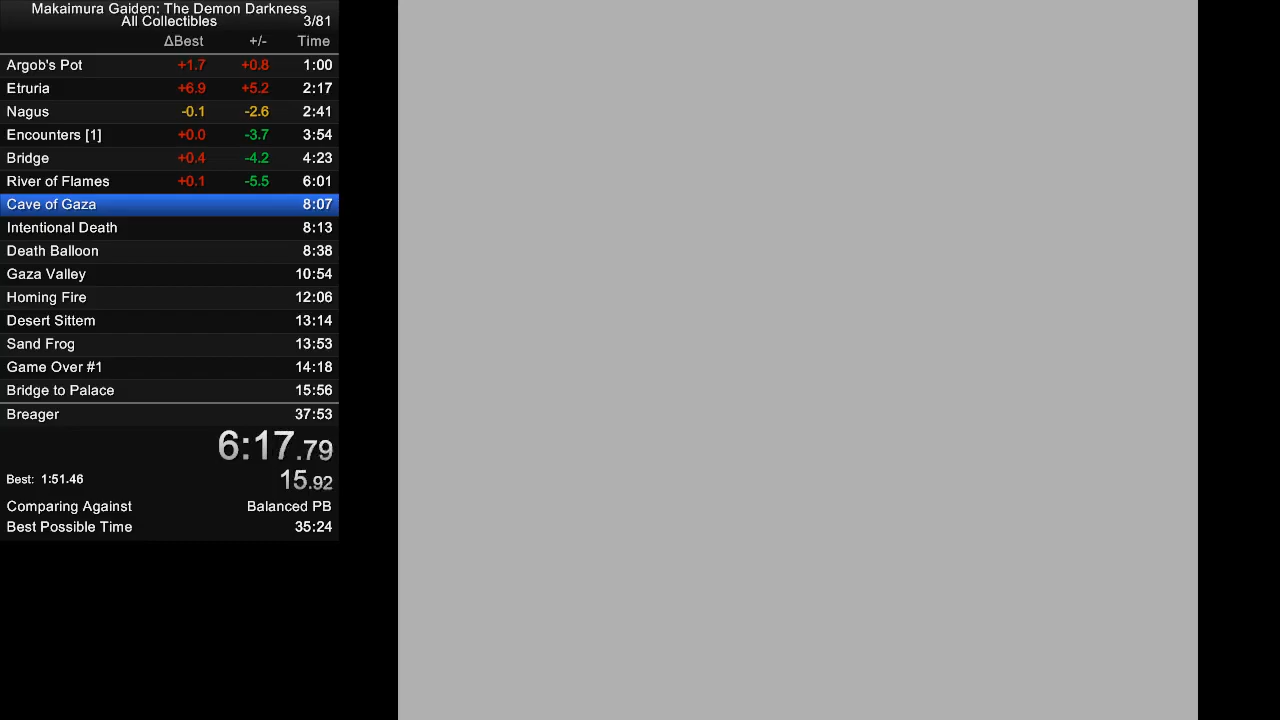 Makaimura Gaiden: The Demon Darkness
All Collectibles 3/81
ΔBest +/- Time
Argob's Pot +1.7 +0.8 1:00
Etruria +6.9 +5.2 2:17
Nagus -0.1 -2.6 2:41
Encounters [1] +0.0 -3.7 3:54
Bridge +0.4 -4.2 4:23
River of Flames +0.1 -5.5 6:01
Cave of Gaza 8:07
Intentional Death 8:13
Death Balloon 8:38
Gaza Valley 10:54
Homing Fire 12:06
Desert Sittem 13:14
Sand Frog 13:53
Game Over #1 14:18
Bridge to Palace 15:56
Breager 37:53
6:17.79
Best: 1:51.46 15.92
Comparing Against Balanced PB
Best Possible Time 35:24